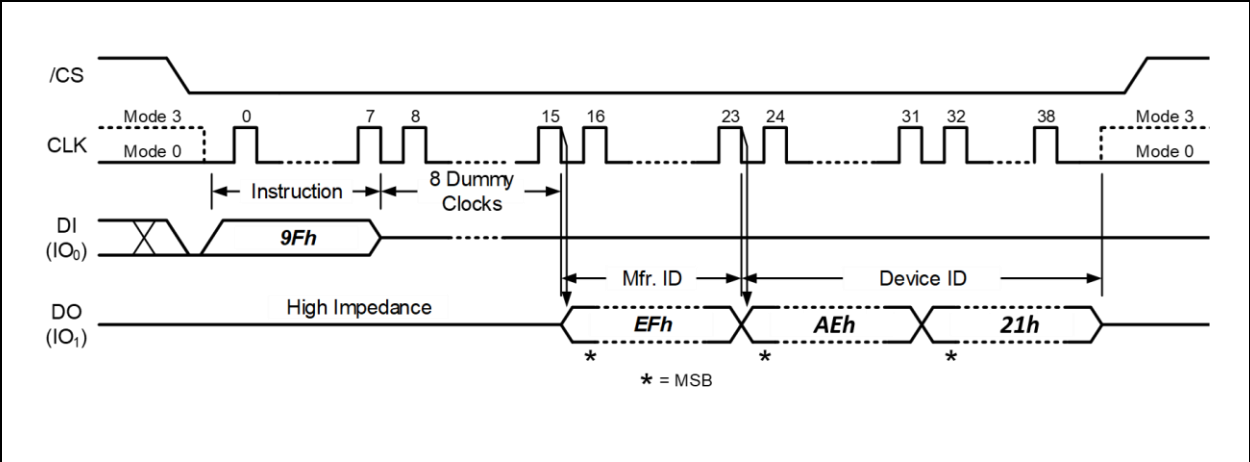 /CS
Mode 3 0 7 8 15 16 23 24 31 32 38 Mode 3
CLK
Mode 0 Mode 0
Instruction 8 Dummy
Clocks
DI
(IO₀)
9Fh
Mfr. ID Device ID
High Impedance
DO
(IO₁)
EFh AEh 21h
* * *
* = MSB